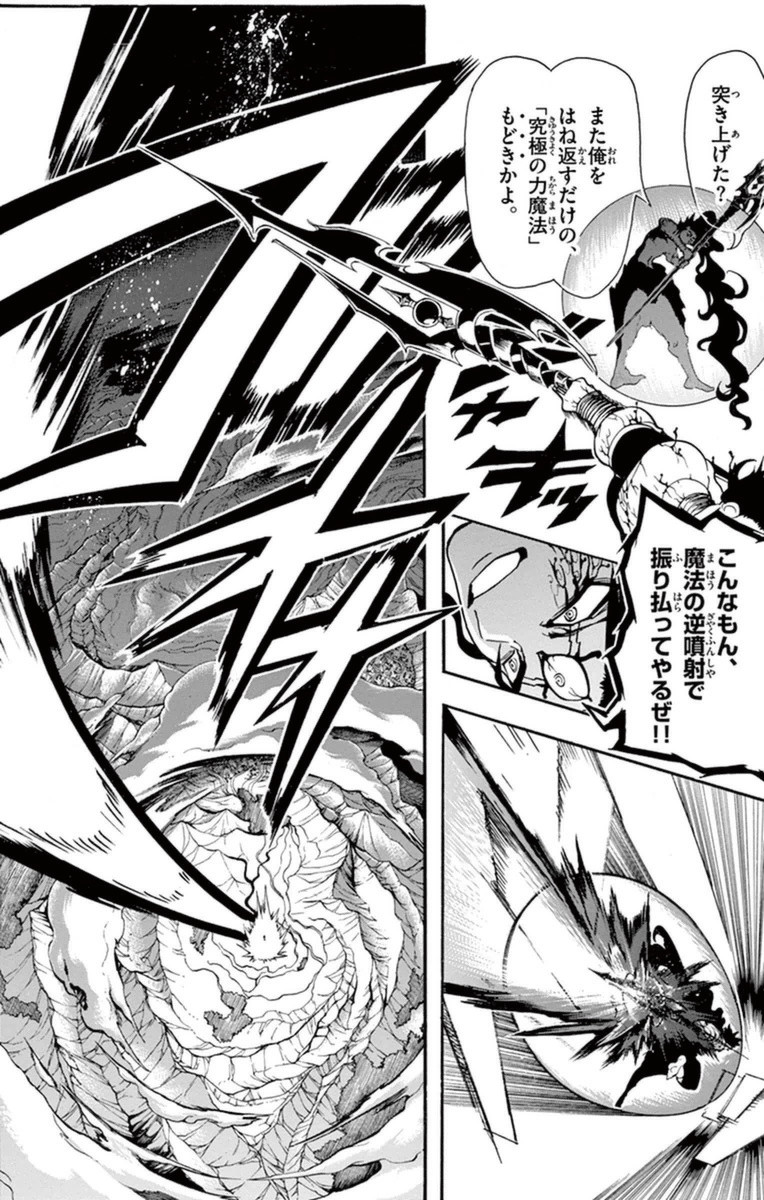 突き上げた?
また俺を
はね返すだけの、
「究極の力魔法」
もどきかよ。
こんなもん、
魔法の逆噴射で
振り払ってやるぜ!!